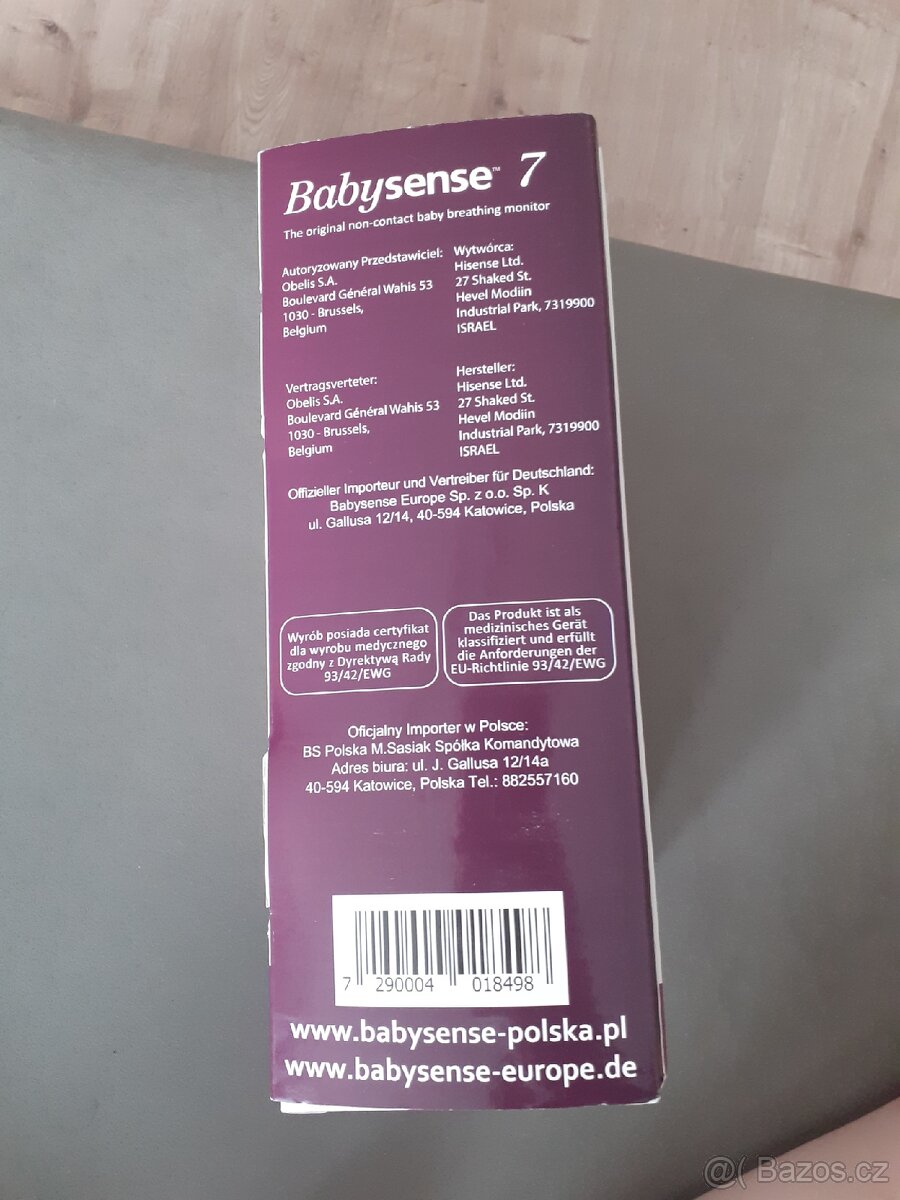 Babysense™ 7
The original non-contact baby breathing monitor
Autoryzowany Przedstawiciel:
Obelis S.A.
Boulevard Général Wahis 53
1030 - Brussels,
Belgium
Wytwórca:
Hisense Ltd.
27 Shaked St.
Hevel Modiin
Industrial Park, 7319900
ISRAEL
Vertragsverteter:
Obelis S.A.
Boulevard Général Wahis 53
1030 - Brussels,
Belgium
Hersteller:
Hisense Ltd.
27 Shaked St.
Hevel Modiin
Industrial Park, 7319900
ISRAEL
Offizieller Importeur und Vertreiber für Deutschland:
Babysense Europe Sp. z o.o. Sp. K
ul. Gallusa 12/14, 40-594 Katowice, Polska
Wyrób posiada certyfikat
dla wyrobu medycznego
zgodny z Dyrektywą Rady
93/42/EWG
Das Produkt ist als
medizinisches Gerät
klassifiziert und erfüllt
die Anforderungen der
EU-Richtlinie 93/42/EWG
Oficjalny Importer w Polsce:
BS Polska M.Sasiak Spółka Komandytowa
Adres biura: ul. J. Gallusa 12/14a
40-594 Katowice, Polska Tel.: 882557160
7 290004 018498
www.babysense-polska.pl
www.babysense-europe.de
@( Bazos.cz